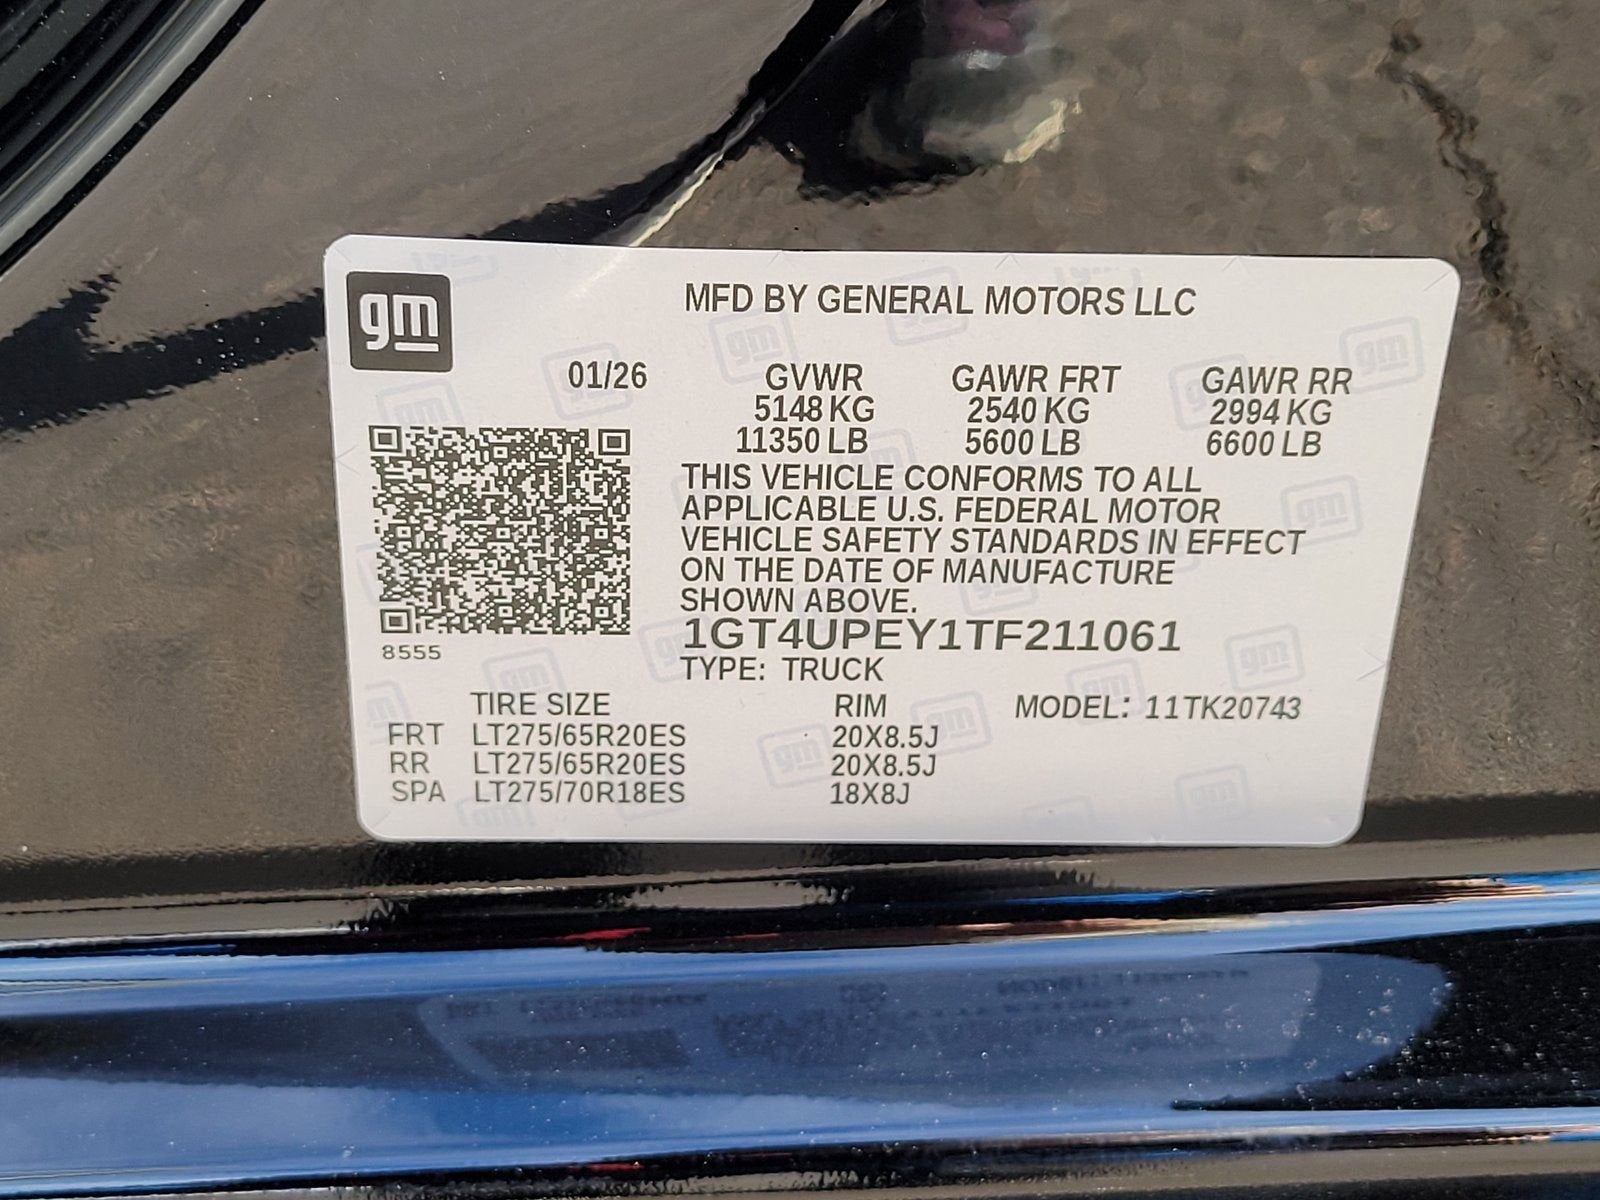 gm
MFD BY GENERAL MOTORS LLC
01/26 GVWR GAWR FRT GAWR RR
5148 KG 2540 KG 2994 KG
11350 LB 5600 LB 6600 LB
THIS VEHICLE CONFORMS TO ALL
APPLICABLE U.S. FEDERAL MOTOR
VEHICLE SAFETY STANDARDS IN EFFECT
ON THE DATE OF MANUFACTURE
SHOWN ABOVE.
1GT4UPEY1TF211061
8555
TYPE: TRUCK
TIRE SIZE RIM MODEL: 11TK20743
FRT LT275/65R20ES 20X8.5J
RR LT275/65R20ES 20X8.5J
SPA LT275/70R18ES 18X8J